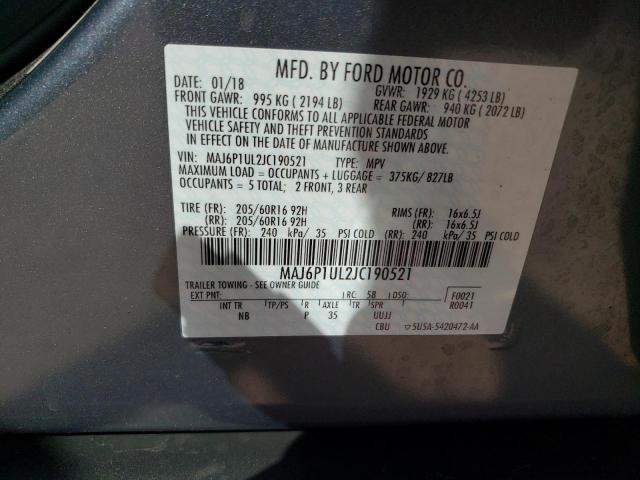 MFD. BY FORD MOTOR CO.
DATE: 01/18 GVWR: 1929 KG ( 4253 LB)
FRONT GAWR: 995 KG ( 2194 LB) REAR GAWR: 940 KG ( 2072 LB)
THIS VEHICLE CONFORMS TO ALL APPLICABLE FEDERAL MOTOR
VEHICLE SAFETY AND THEFT PREVENTION STANDARDS
IN EFFECT ON THE DATE OF MANUFACTURE SHOWN ABOVE.
VIN: MAJ6P1UL2JC190521 TYPE: MPV
MAXIMUM LOAD = OCCUPANTS + LUGGAGE = 375KG/ 827LB
OCCUPANTS = 5 TOTAL; 2 FRONT, 3 REAR
TIRE (FR): 205/60R16 92H RIMS (FR): 16x6.5J
(RR): 205/60R16 92H (RR): 16x6.5J
PRESSURE (FR): 240 kPa/ 35 PSI COLD (RR): 240 kPa/ 35 PSI COLD
MAJ6P1UL2JC190521
TRAILER TOWING - SEE OWNER GUIDE
EXT PNT: RC: 58 DSO: F0021
INT TR TP/PS R AXLE TR SPR R0041
NB P 35 UUJJ
CBU 5U5A-5420472-AA